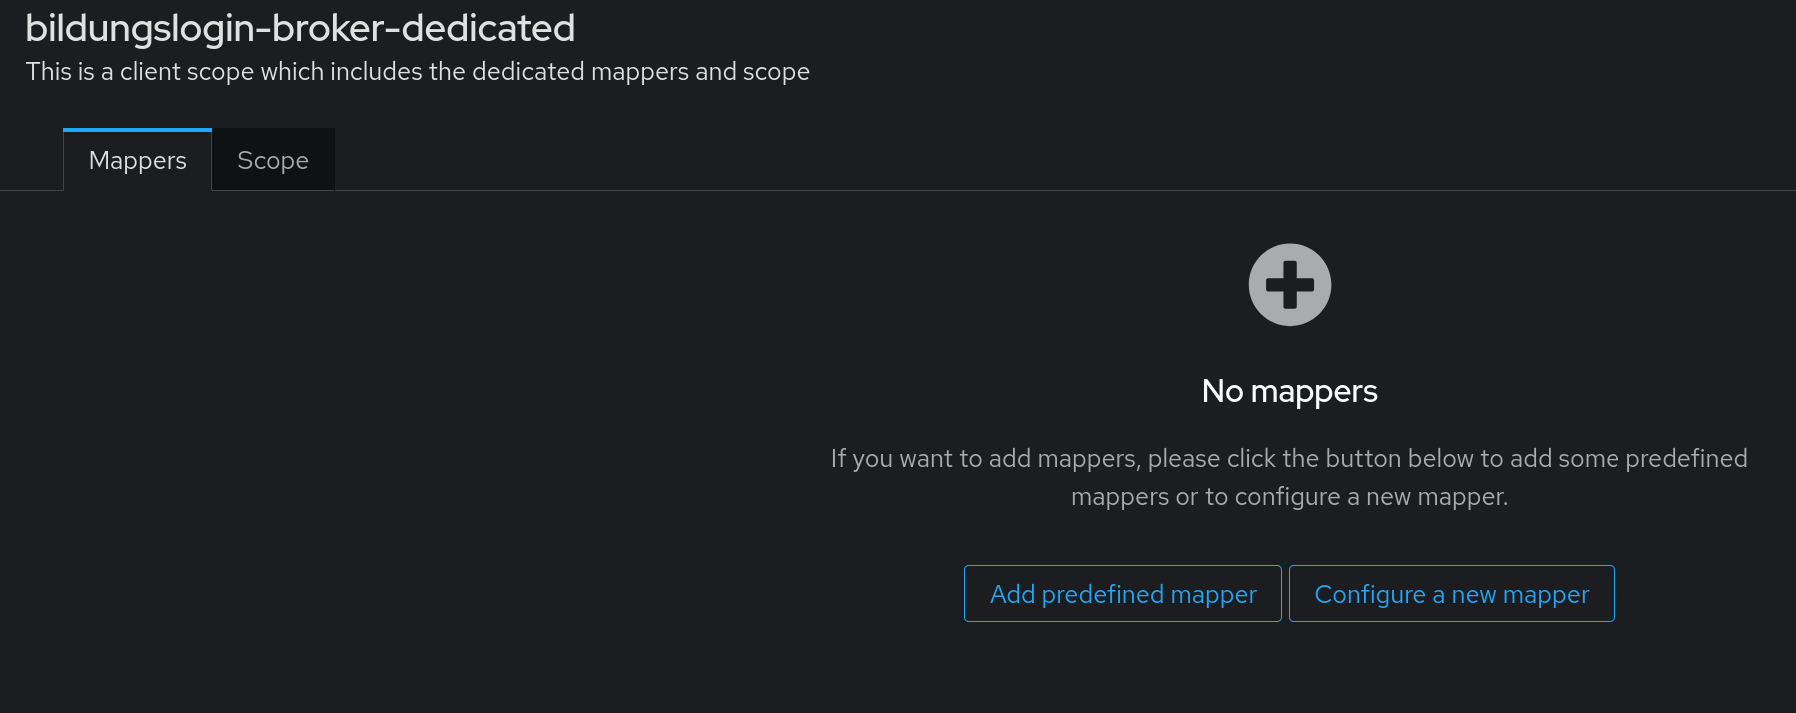 bildungslogin-broker-dedicated
This is a client scope which includes the dedicated mappers and scope
Mappers
Scope
No mappers
If you want to add mappers, please click the button below to add some predefined
mappers or to configure a new mapper.
Add predefined mapper
Configure a new mapper